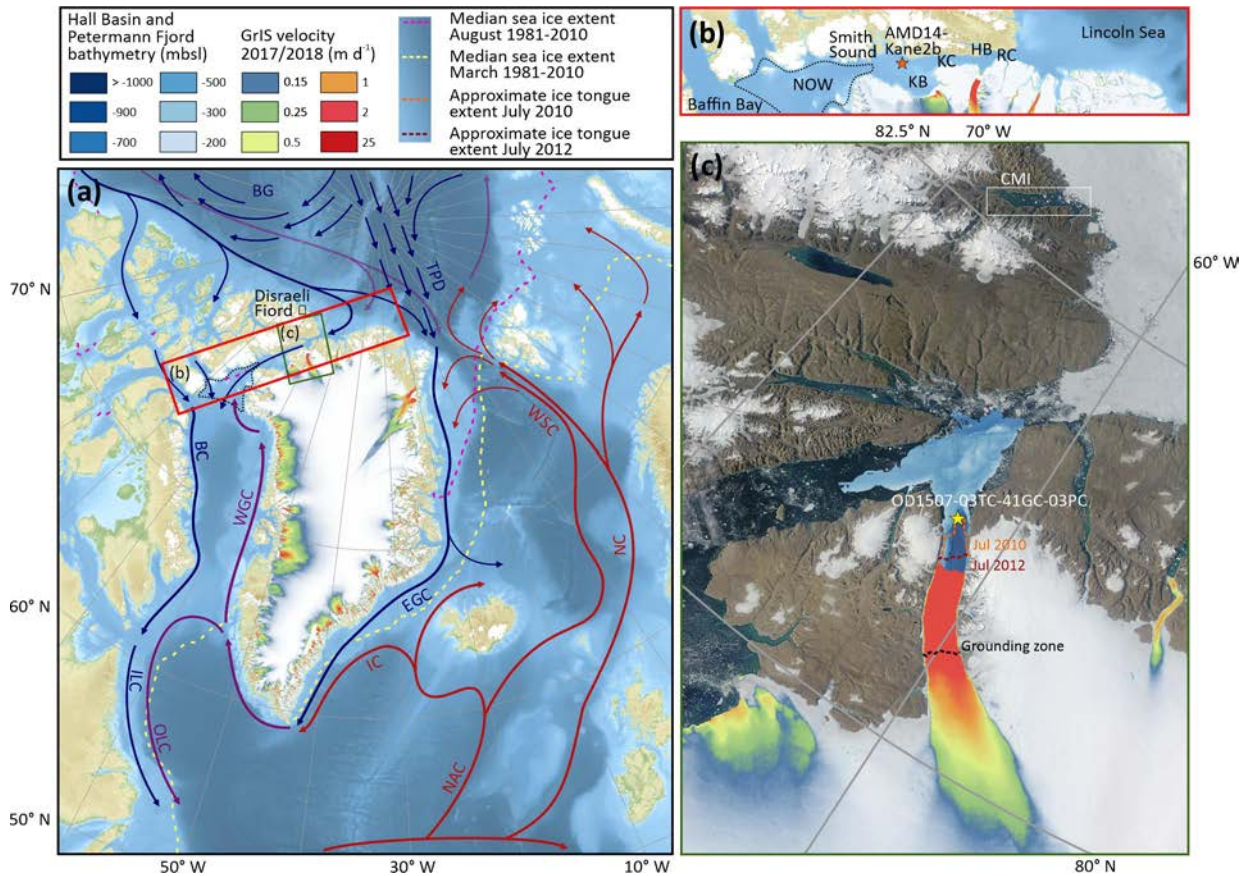 Hall Basin and
Petermann Fjord
bathymetry (mbsl)
> -1000
-900
-700
-500
-300
-200
GrIS velocity
2017/2018 (m d⁻¹)
0.15
0.25
0.5
1
2
25
Median sea ice extent
August 1981-2010
Median sea ice extent
March 1981-2010
Approximate ice tongue
extent July 2010
Approximate ice tongue
extent July 2012
(b)
Smith
Sound
AMD14-
Kane2b
KC
HB
RC
Lincoln Sea
NOW
KB
Baffin Bay
82.5° N
70° W
(a)
BG
TPD
70° N
Disraeli
Fiord
(c)
(b)
BC
WGC
WSC
NC
60° N
EGC
IC
ILC
OLC
NAC
50° N
50° W
30° W
10° W
(c)
CMI
60° W
OD1507-03TC-41GC-03PC
Jul 2010
Jul 2012
Grounding zone
80° N